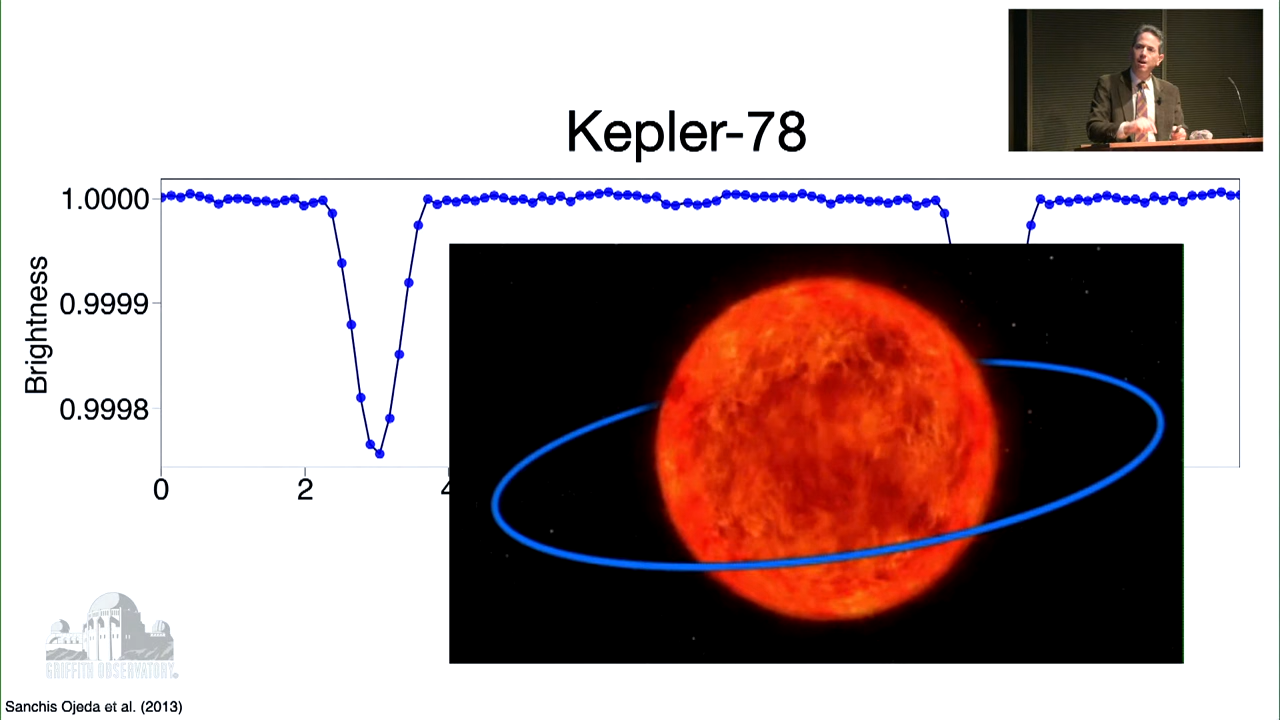 Kepler-78
1.0000
0.9999
0.9998
Brightness
0
2
4
GRIFFITH OBSERVATORY
Sanchis Ojeda et al. (2013)